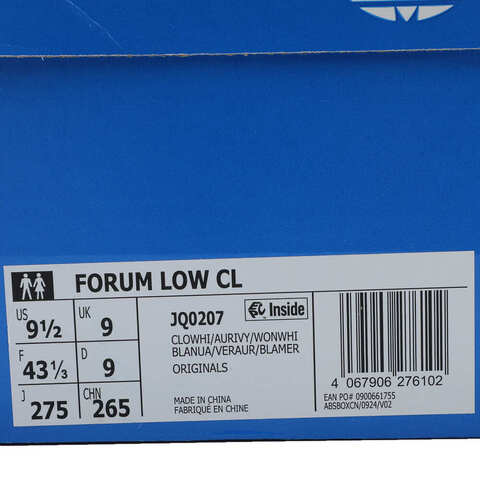 FORUM LOW CL
US 9½ UK 9
F 43⅓ D 9
J 275 CHN 265
JQ0207 Inside
CLOWHI/AURIVY/WONWHI
BLANUA/VERAUR/BLAMER
ORIGINALS
MADE IN CHINA
FABRIQUÉ EN CHINE
4 067906 276102
EAN PO# 0900661755
ABSBOXCN/0924/V02